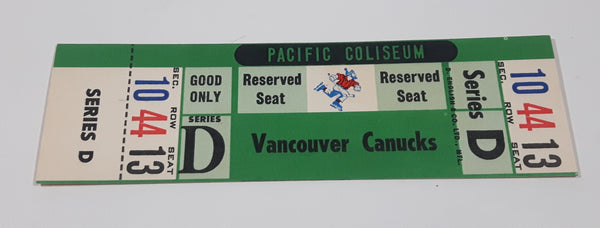 SERIES D
SEC. 10
ROW 44
SEAT 13
PACIFIC COLISEUM
GOOD ONLY
SERIES D
Reserved Seat
Reserved Seat
Vancouver Canucks
Series D
SEC. 10
ROW 44
SEAT 13